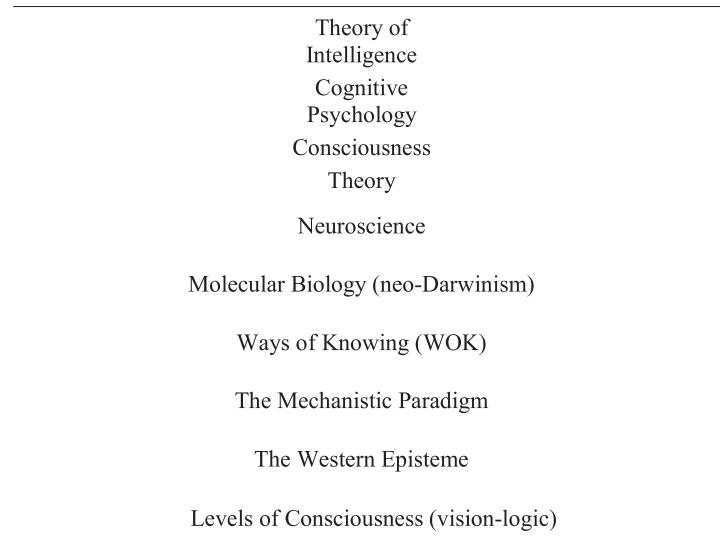 Theory of
Intelligence
Cognitive
Psychology
Consciousness
Theory
Neuroscience
Molecular Biology (neo-Darwinism)
Ways of Knowing (WOK)
The Mechanistic Paradigm
The Western Episteme
Levels of Consciousness (vision-logic)